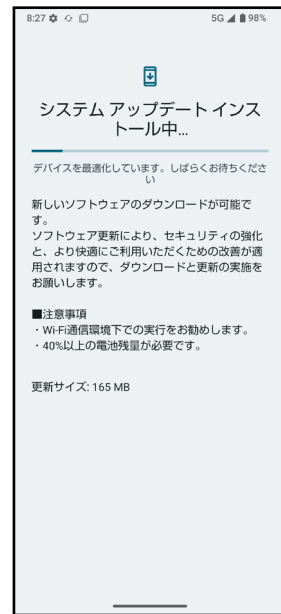 8:27 5G 98%
システム アップデート インス
トール中...
デバイスを最適化しています。しばらくお待ちくださ
い
新しいソフトウェアのダウンロードが可能で
す。
ソフトウェア更新により、セキュリティの強化
と、より快適にご利用いただくための改善が適
用されますので、ダウンロードと更新の実施を
お願いします。
■注意事項
・Wi-Fi通信環境下での実行をお勧めします。
・40%以上の電池残量が必要です。
更新サイズ: 165 MB